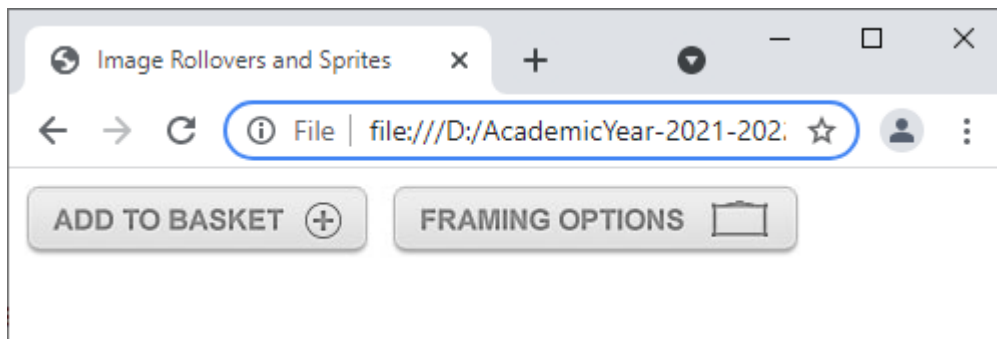 Image Rollovers and Sprites
File file:///D:/AcademicYear-2021-202
ADD TO BASKET FRAMING OPTIONS